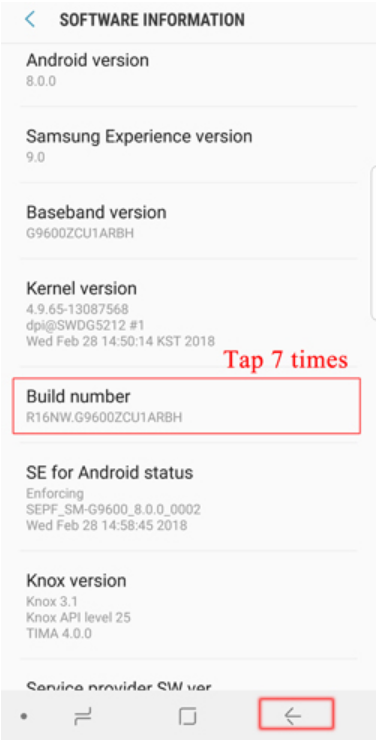 SOFTWARE INFORMATION
Android version
8.0.0
Samsung Experience version
9.0
Baseband version
G9600ZCU1ARBH
Kernel version
4.9.65-13087568
dpi@SWDG5212 #1
Wed Feb 28 14:50:14 KST 2018
Tap 7 times
Build number
R16NW.G9600ZCU1ARBH
SE for Android status
Enforcing
SEPF_SM-G9600_8.0.0_0002
Wed Feb 28 14:58:45 2018
Knox version
Knox 3.1
Knox API level 25
TIMA 4.0.0
Service provider SW ver.